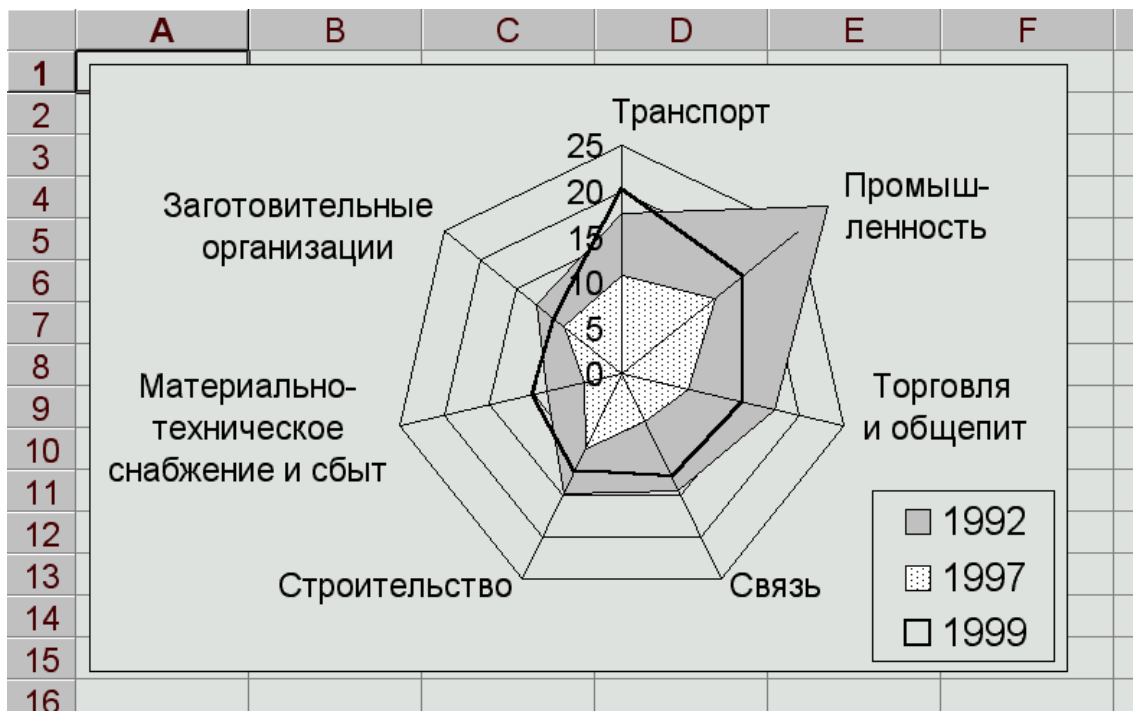 A B C D E F
1
2
3
4
5
6
7
8
9
10
11
12
13
14
15
16
Транспорт
25
20
15
10
5
0
Промыш-
ленность
Торговля
и общепит
Связь
Строительство
Материально-
техническое
снабжение и сбыт
Заготовительные
организации
1992
1997
1999